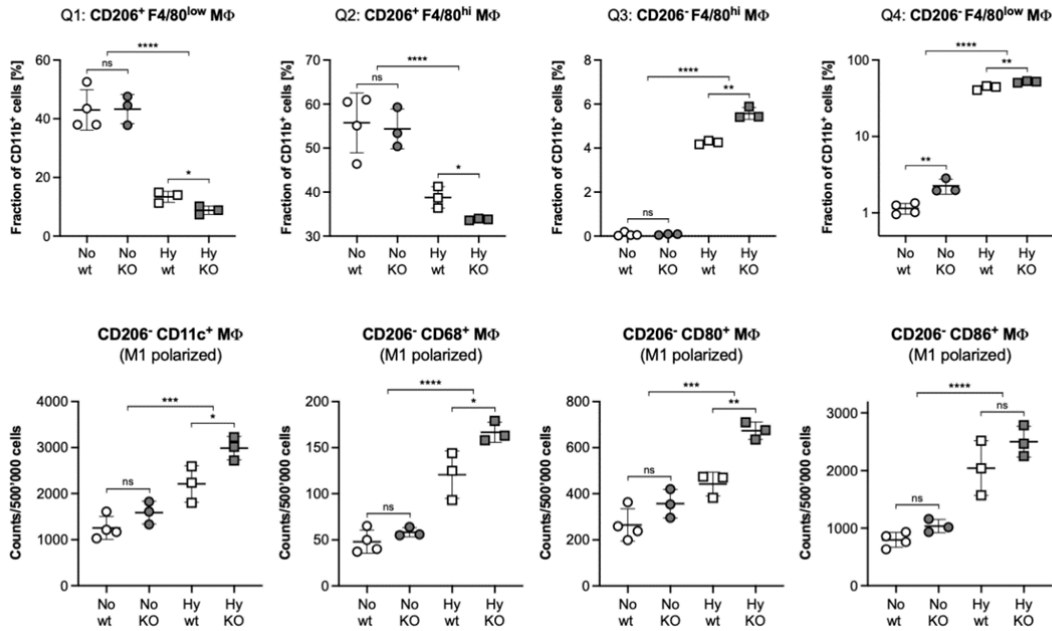 Q1: CD206⁺ F4/80ˡᵒʷ MΦ
Fraction of CD11b⁺ cells [%]
60
40
20
0
****
ns
*
No wt
No KO
Hy wt
Hy KO
Q2: CD206⁺ F4/80ʰⁱ MΦ
Fraction of CD11b⁺ cells [%]
70
60
50
40
30
****
ns
*
No wt
No KO
Hy wt
Hy KO
Q3: CD206⁻ F4/80ʰⁱ MΦ
Fraction of CD11b⁺ cells [%]
8
6
4
2
0
****
**
ns
No wt
No KO
Hy wt
Hy KO
Q4: CD206⁻ F4/80ˡᵒʷ MΦ
Fraction of CD11b⁺ cells [%]
100
10
1
****
**
**
No wt
No KO
Hy wt
Hy KO
CD206⁻ CD11c⁺ MΦ
(M1 polarized)
Counts/500'000 cells
4000
3000
2000
1000
0
***
*
ns
No wt
No KO
Hy wt
Hy KO
CD206⁻ CD68⁺ MΦ
(M1 polarized)
Counts/500'000 cells
200
150
100
50
0
****
*
ns
No wt
No KO
Hy wt
Hy KO
CD206⁻ CD80⁺ MΦ
(M1 polarized)
Counts/500'000 cells
800
600
400
200
0
***
**
ns
No wt
No KO
Hy wt
Hy KO
CD206⁻ CD86⁺ MΦ
(M1 polarized)
Counts/500'000 cells
3000
2000
1000
0
****
ns
ns
No wt
No KO
Hy wt
Hy KO